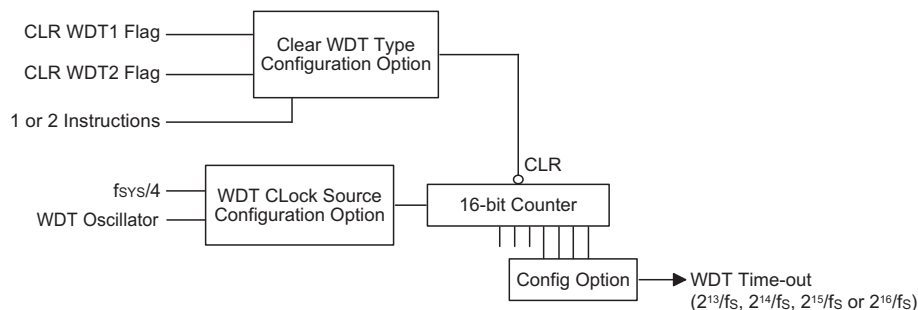 CLR WDT1 Flag
CLR WDT2 Flag
1 or 2 Instructions
Clear WDT Type
Configuration Option
CLR
fSYS/4
WDT Oscillator
WDT CLock Source
Configuration Option
16-bit Counter
Config Option
WDT Time-out
(2¹³/fS, 2¹⁴/fS, 2¹⁵/fS or 2¹⁶/fS)